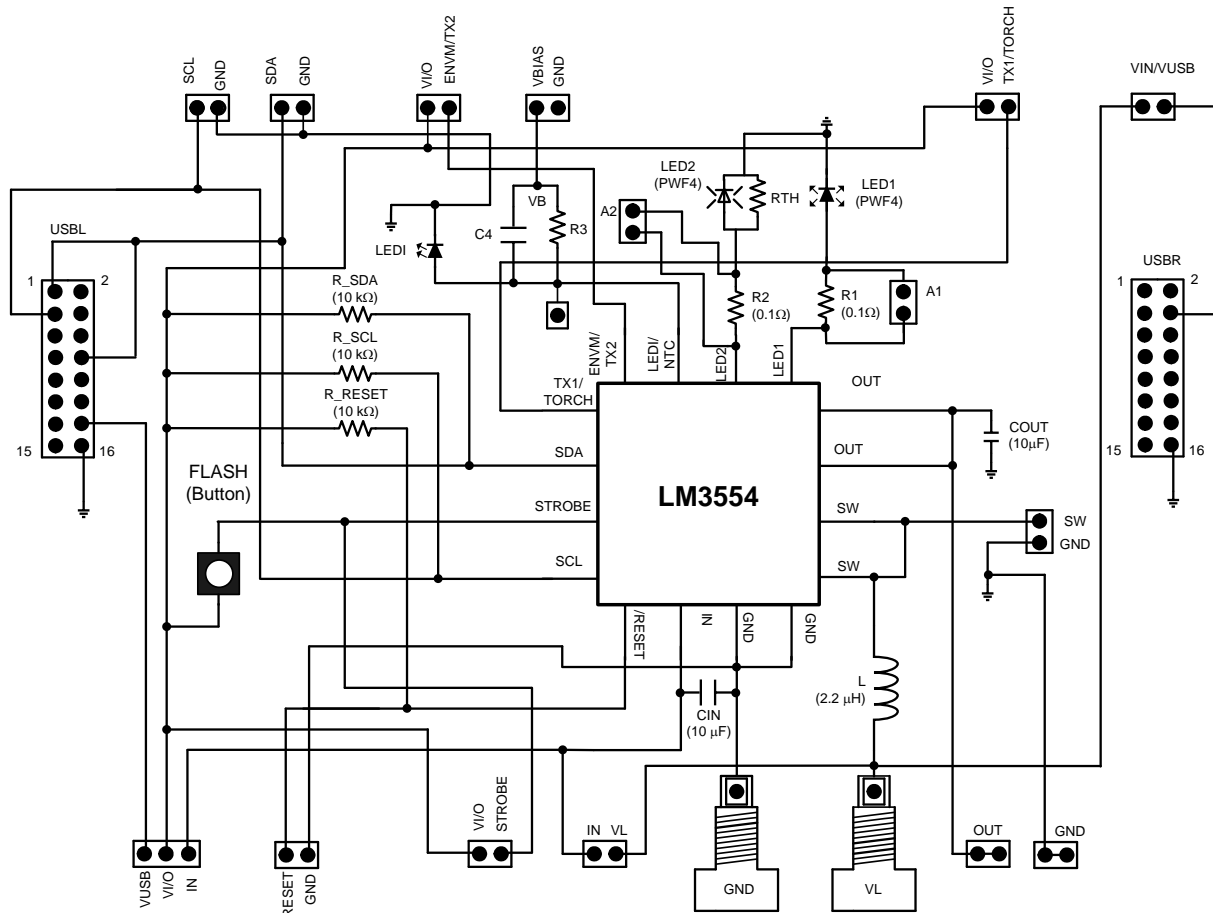 SCL
GND
SDA
GND
VI/O
ENVM/TX2
VBIAS
GND
VI/O
TX1/TORCH
VIN/VUSB
LED2
(PWF4)
RTH
LED1
(PWF4)
VB
A2
C4
R3
LEDI
USBL
1
2
15
16
R_SDA
(10 kΩ)
R_SCL
(10 kΩ)
R_RESET
(10 kΩ)
R2
(0.1Ω)
R1
(0.1Ω)
A1
USBR
1
2
15
16
ENVM/
TX2
LEDI/
NTC
LED2
LED1
TX1/
TORCH
OUT
COUT
(10µF)
SDA
OUT
FLASH
(Button)
LM3554
STROBE
SW
SW
GND
SCL
SW
/RESET
IN
GND
GND
CIN
(10 µF)
L
(2.2 µH)
VUSB
VI/O
IN
RESET
GND
VI/O
STROBE
IN
VL
GND
VL
OUT
GND